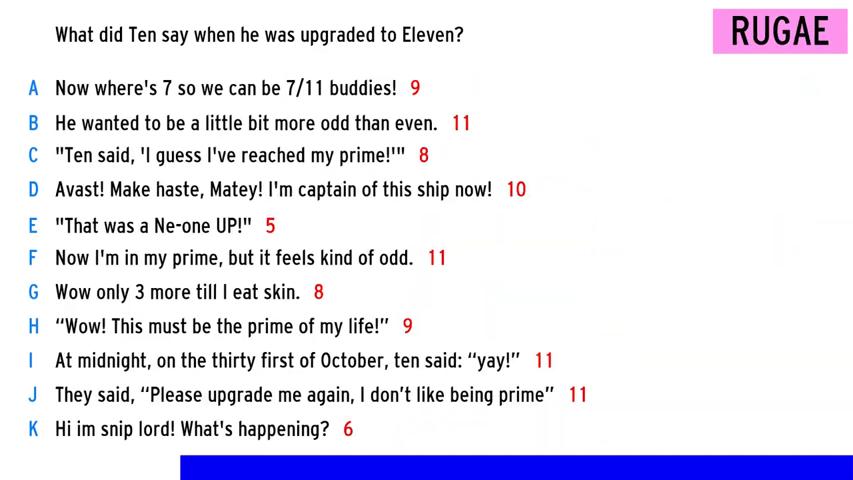 What did Ten say when he was upgraded to Eleven?
RUGAE
A Now where's 7 so we can be 7/11 buddies! 9
B He wanted to be a little bit more odd than even. 11
C "Ten said, 'I guess I've reached my prime!'" 8
D Avast! Make haste, Matey! I'm captain of this ship now! 10
E "That was a Ne-one UP!" 5
F Now I'm in my prime, but it feels kind of odd. 11
G Wow only 3 more till I eat skin. 8
H “Wow! This must be the prime of my life!” 9
I At midnight, on the thirty first of October, ten said: “yay!” 11
J They said, “Please upgrade me again, I don’t like being prime” 11
K Hi im snip lord! What's happening? 6